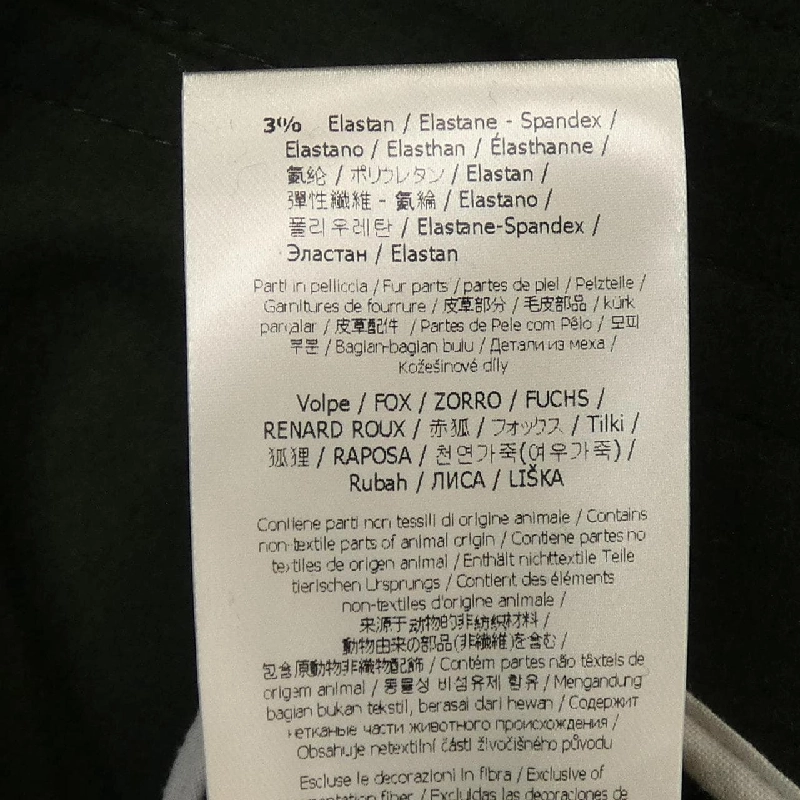 3% Elastan / Elastane - Spandex /
Elastano / Elasthan / Élasthanne /
氨纶 / ポリウレタン / Elastan /
彈性纖維 - 氨綸 / Elastano /
폴리우레탄 / Elastane-Spandex /
Эластан / Elastan
Parti in pelliccia / Fur parts / partes de piel / Pelzteile /
Garnitures de fourrure / 皮草部分 / 毛皮部品 / kürk
parçalar / 皮草配件 / Partes de Pele com Pêlo / 모피
부분 / Bagian-bagian bulu / Детали из меха /
Kožešinové díly
Volpe / FOX / ZORRO / FUCHS /
RENARD ROUX / 赤狐 / フォックス / Tilki /
狐狸 / RAPOSA / 천연가죽(여우가죽) /
Rubah / ЛИСА / LIŠKA
Contiene parti non tessili di origine animale / Contains
non-textile parts of animal origin / Contiene partes no
textiles de origen animal / Enthält nichttextile Teile
tierischen Ursprungs / Contient des éléments
non-textiles d'origine animale /
来源于动物的非纺织材料 /
動物由来の部品(非繊維)を含む /
包含原動物非織物配飾 / Contém partes não têxteis de
origem animal / 동물성 비섬유제 함유 / Mengandung
bagian bukan tekstil, berasal dari hewan / Содержит
нетканые части животного происхождения /
Obsahuje netextilní části živočišného původu
Escluse le decorazioni in fibra / Exclusive of
fiber / Excluidas las decoraciones de